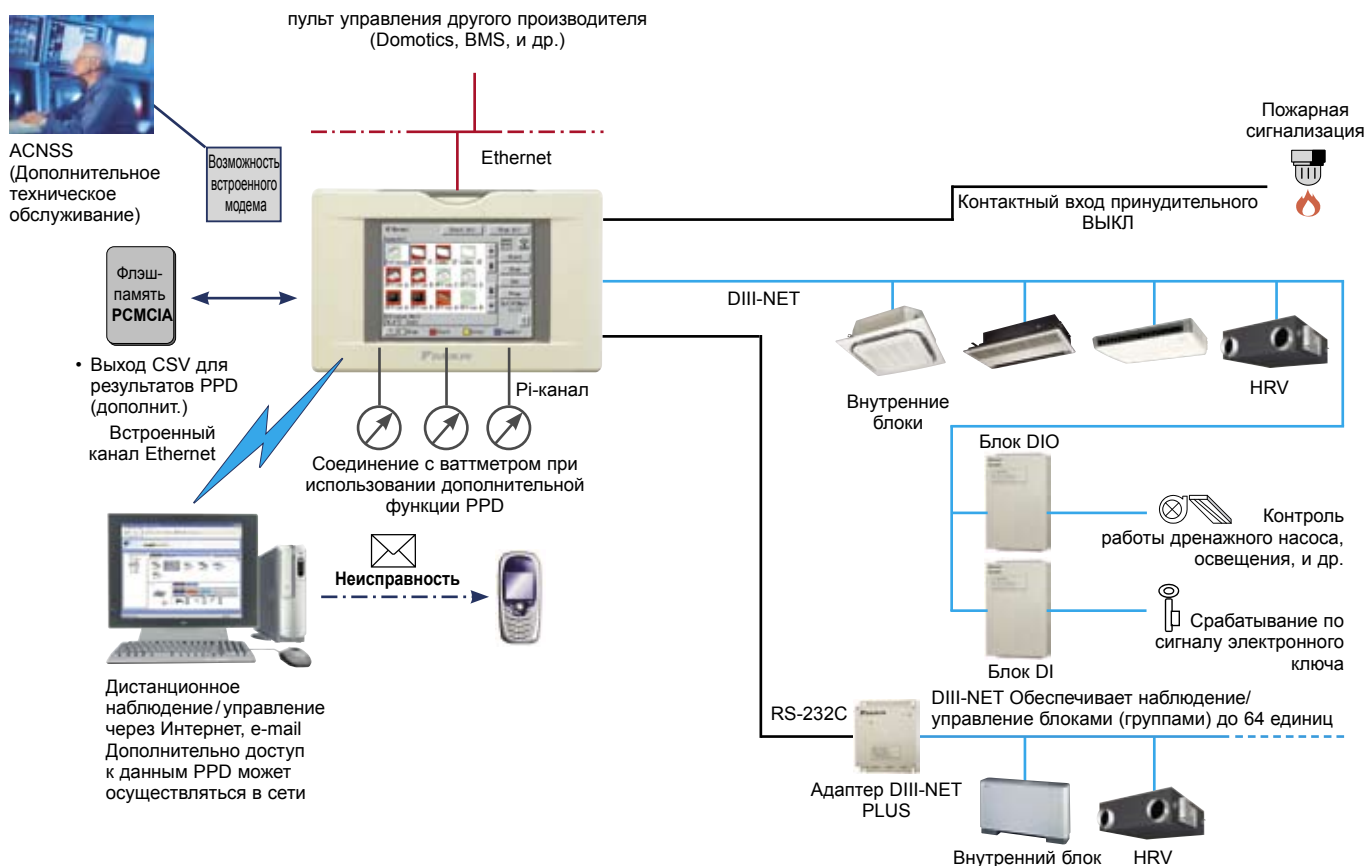 пульт управления другого производителя
(Domotics, BMS, и др.)
ACNSS
(Дополнительное
техническое
обслуживание)
Возможность
встроенного
модема
Ethernet
Пожарная
сигнализация
Контактный вход принудительного
ВЫКЛ
Флэш-
память
PCMCIA
DIII-NET
• Выход CSV для
результатов PPD
(дополнит.)
Встроенный
канал Ethernet
DAIKIN
Pi-канал
Соединение с ваттметром при
использовании дополнительной
функции PPD
Внутренние
блоки
HRV
Блок DIO
Контроль
работы дренажного насоса,
освещения, и др.
Блок DI
Срабатывание по
сигналу электронного
ключа
Неисправность
Дистанционное
наблюдение/управление
через Интернет, e-mail
Дополнительно доступ
к данным PPD может
осуществляться в сети
RS-232C
DIII-NET Обеспечивает наблюдение/
управление блоками (группами) до 64 единиц
Адаптер DIII-NET
PLUS
Внутренний блок
HRV